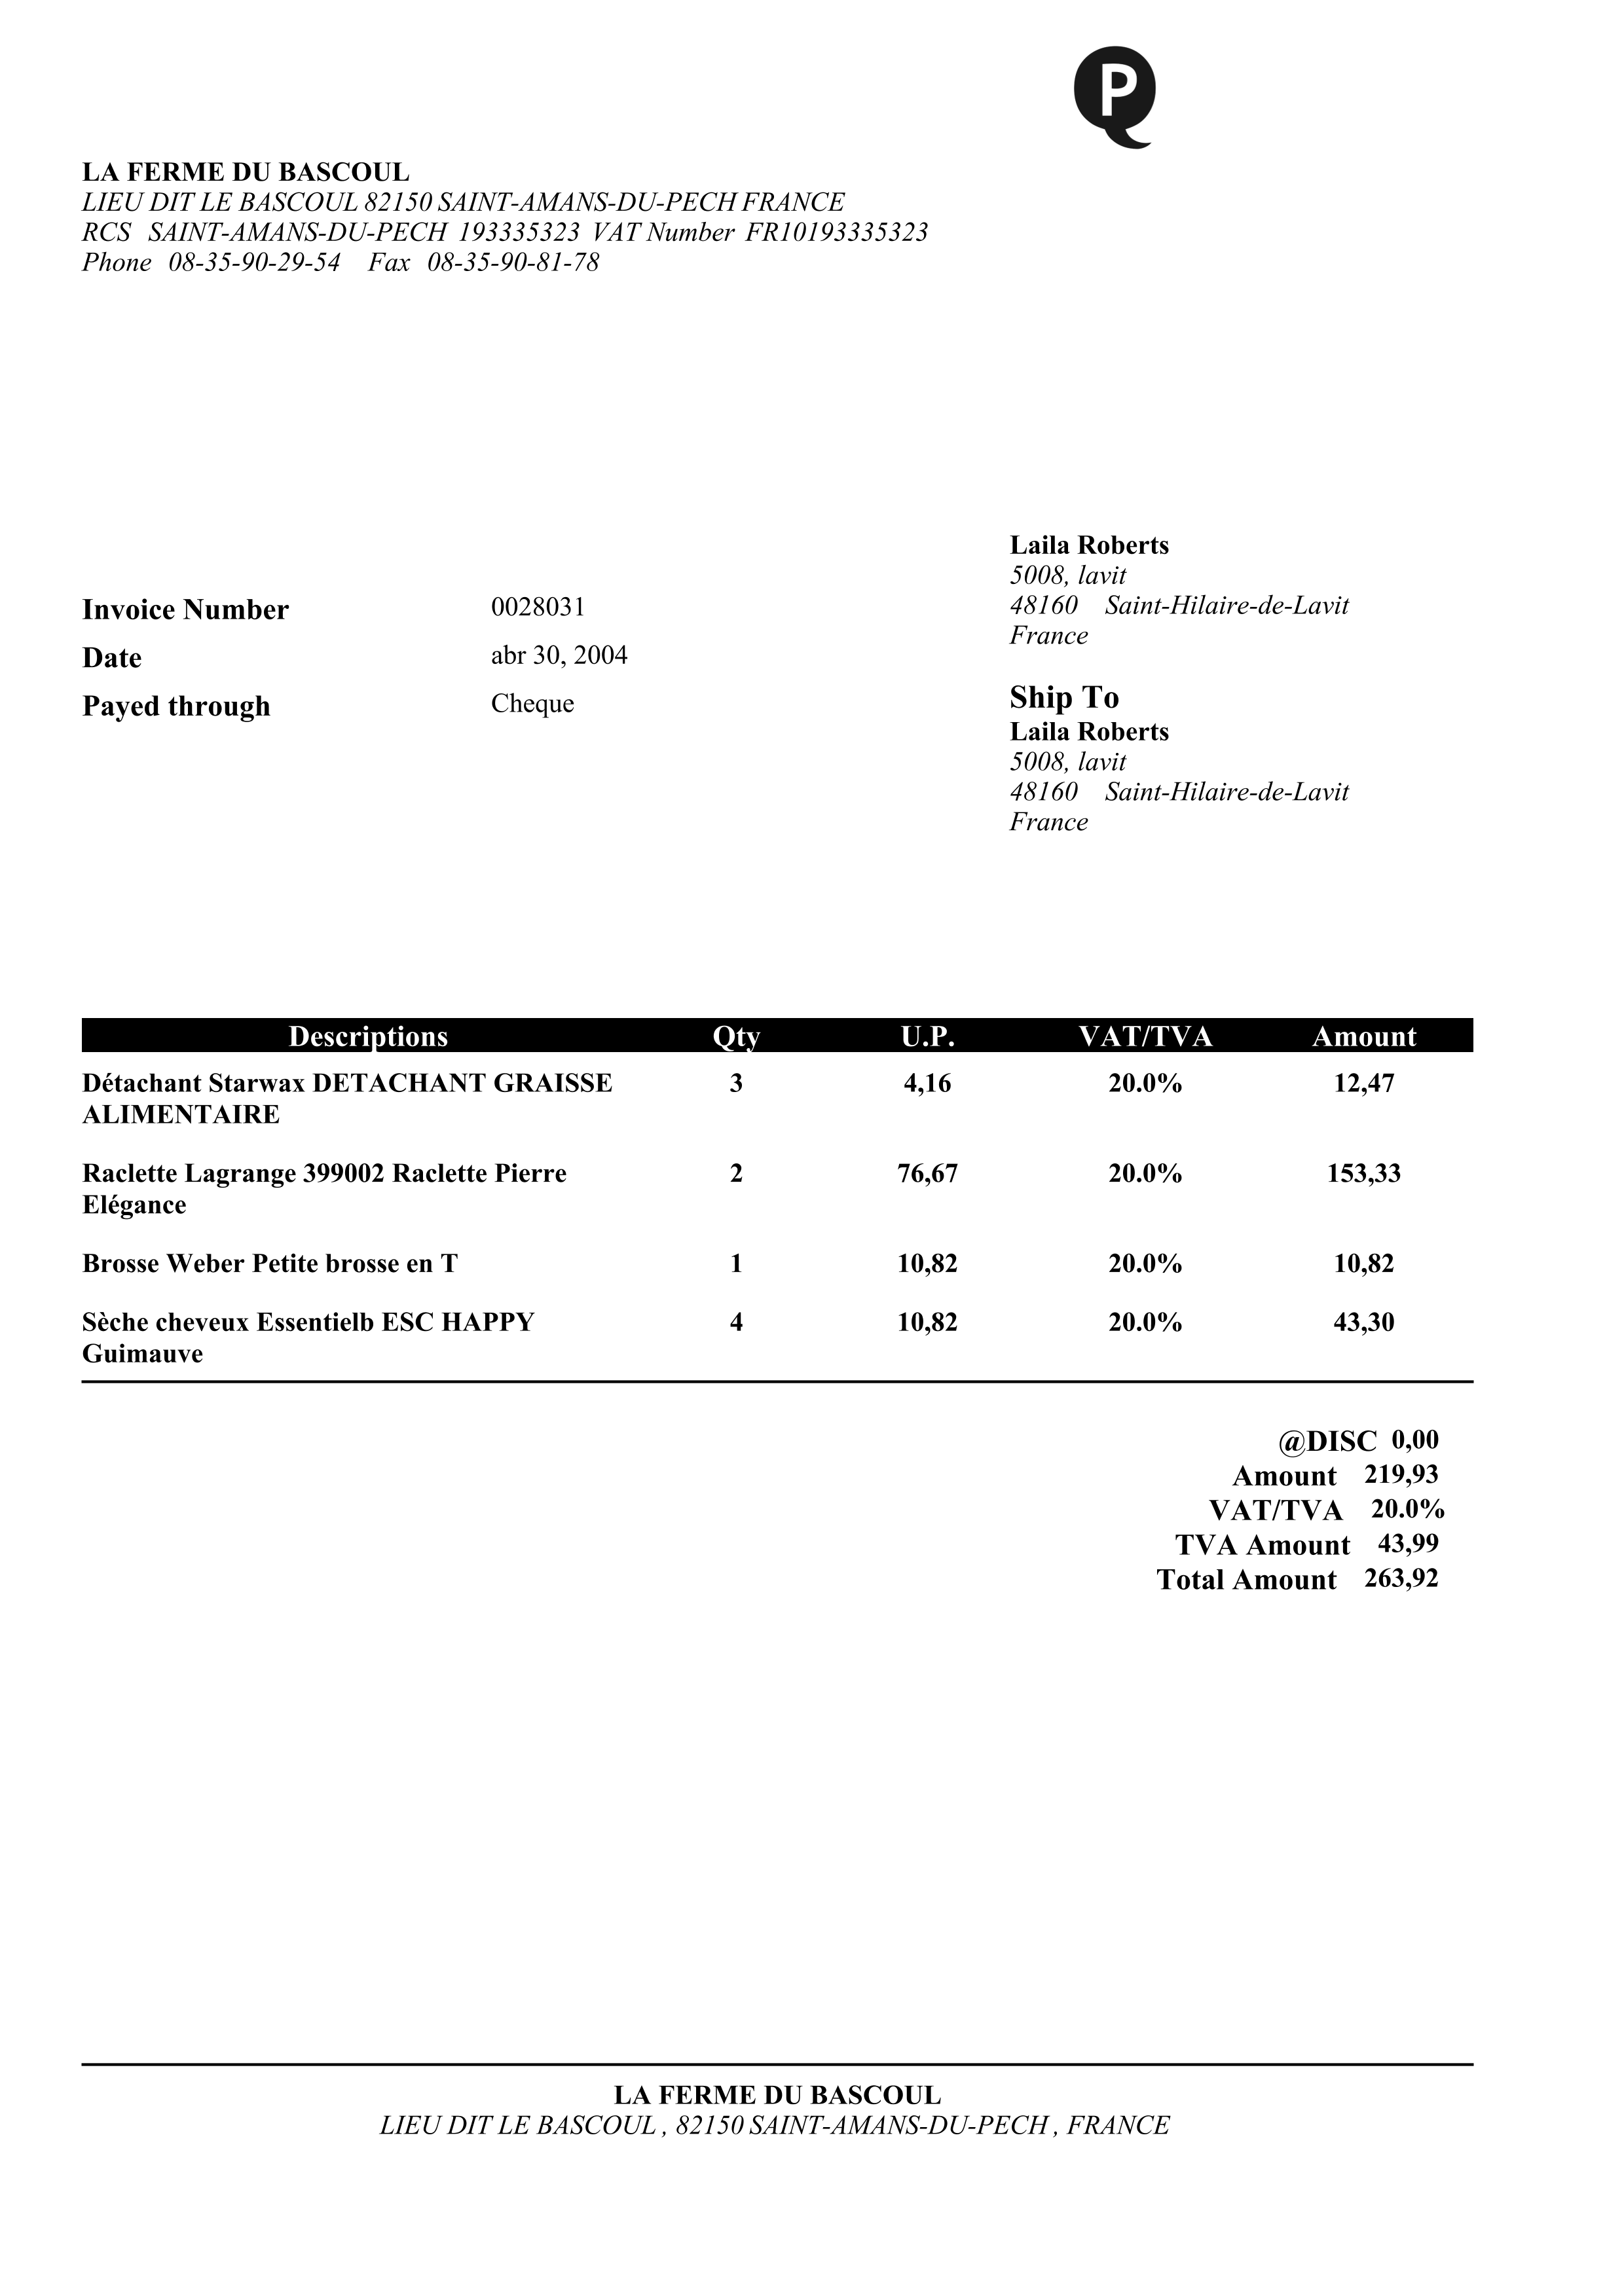 P
LA FERME DU BASCOUL
LIEU DIT LE BASCOUL 82150 SAINT-AMANS-DU-PECH FRANCE
RCS SAINT-AMANS-DU-PECH 193335323 VAT Number FR10193335323
Phone 08-35-90-29-54 Fax 08-35-90-81-78
Laila Roberts
5008, lavit
48160 Saint-Hilaire-de-Lavit
France
Invoice Number 0028031
Date abr 30, 2004
Payed through Cheque
Ship To
Laila Roberts
5008, lavit
48160 Saint-Hilaire-de-Lavit
France
Descriptions Qty U.P. VAT/TVA Amount
Détachant Starwax DETACHANT GRAISSE 3 4,16 20.0% 12,47
ALIMENTAIRE
Raclette Lagrange 399002 Raclette Pierre 2 76,67 20.0% 153,33
Elégance
Brosse Weber Petite brosse en T 1 10,82 20.0% 10,82
Sèche cheveux Essentielb ESC HAPPY 4 10,82 20.0% 43,30
Guimauve
@DISC 0,00
Amount 219,93
VAT/TVA 20.0%
TVA Amount 43,99
Total Amount 263,92
LA FERME DU BASCOUL
LIEU DIT LE BASCOUL , 82150 SAINT-AMANS-DU-PECH , FRANCE